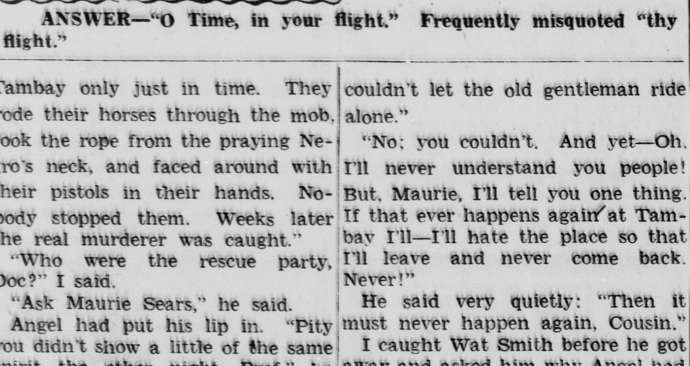 ANSWER—“O Time, in your flight.” Frequently misquoted “thy
flight.”
Tambay only just in time. They
rode their horses through the mob,
ook the rope from the praying Ne-
ro's neck, and faced around with
heir pistols in their hands. No-
body stopped them. Weeks later
he real murderer was caught.”
“Who were the rescue party,
Doc?” I said.
“Ask Maurie Sears,” he said.
Angel had put his lip in. “Pity
you didn't show a little of the same
couldn't let the old gentleman ride
alone.”
“No; you couldn't. And yet—Oh,
I'll never understand you people!
But, Maurie, I'll tell you one thing.
If that ever happens again at Tam-
bay I'll—I'll hate the place so that
I'll leave and never come back.
Never!”
He said very quietly: “Then it
must never happen again, Cousin.”
I caught Wat Smith before he got